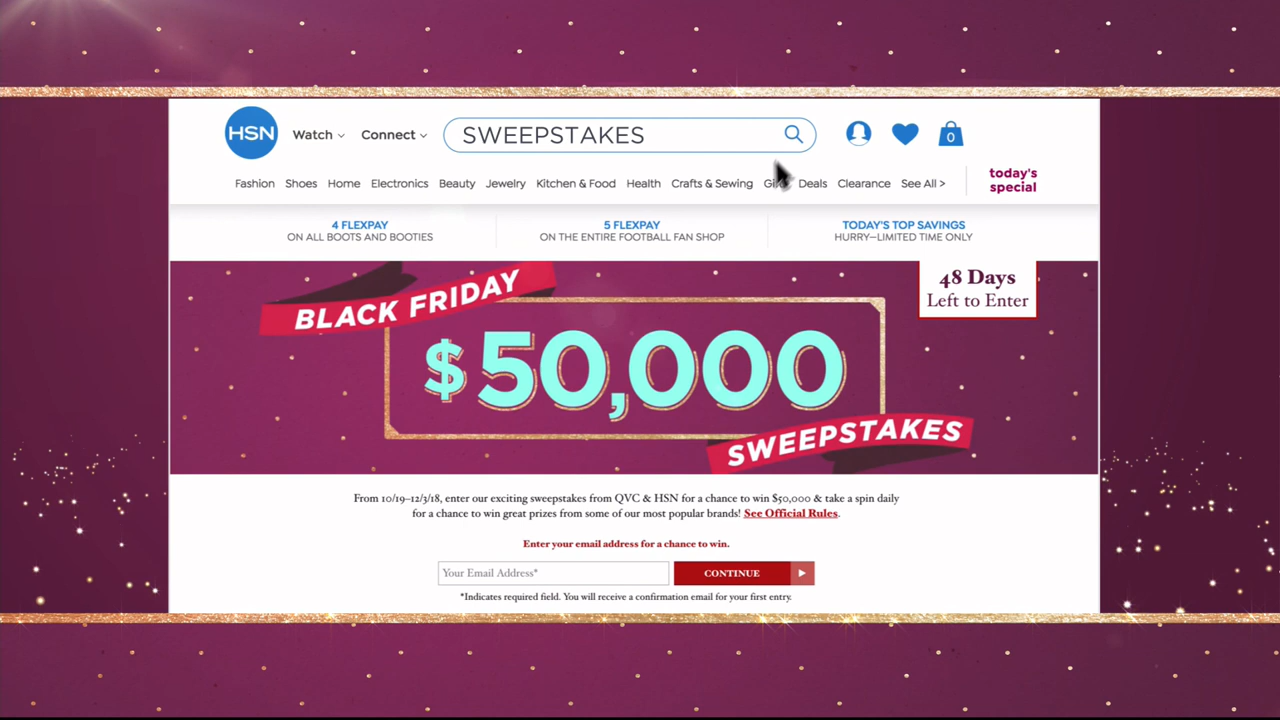 HSN
Watch
Connect
SWEEPSTAKES
0
Fashion
Shoes
Home
Electronics
Beauty
Jewelry
Kitchen & Food
Health
Crafts & Sewing
Deals
Clearance
See All >
today's
special
4 FLEXPAY
ON ALL BOOTS AND BOOTIES
5 FLEXPAY
ON THE ENTIRE FOOTBALL FAN SHOP
TODAY'S TOP SAVINGS
HURRY—LIMITED TIME ONLY
48 Days
Left to Enter
BLACK FRIDAY
$50,000
SWEEPSTAKES
From 10/19–12/3/18, enter our exciting sweepstakes from QVC & HSN for a chance to win $50,000 & take a spin daily
for a chance to win great prizes from some of our most popular brands! See Official Rules.
Enter your email address for a chance to win.
Your Email Address*
CONTINUE
*Indicates required field. You will receive a confirmation email for your first entry.